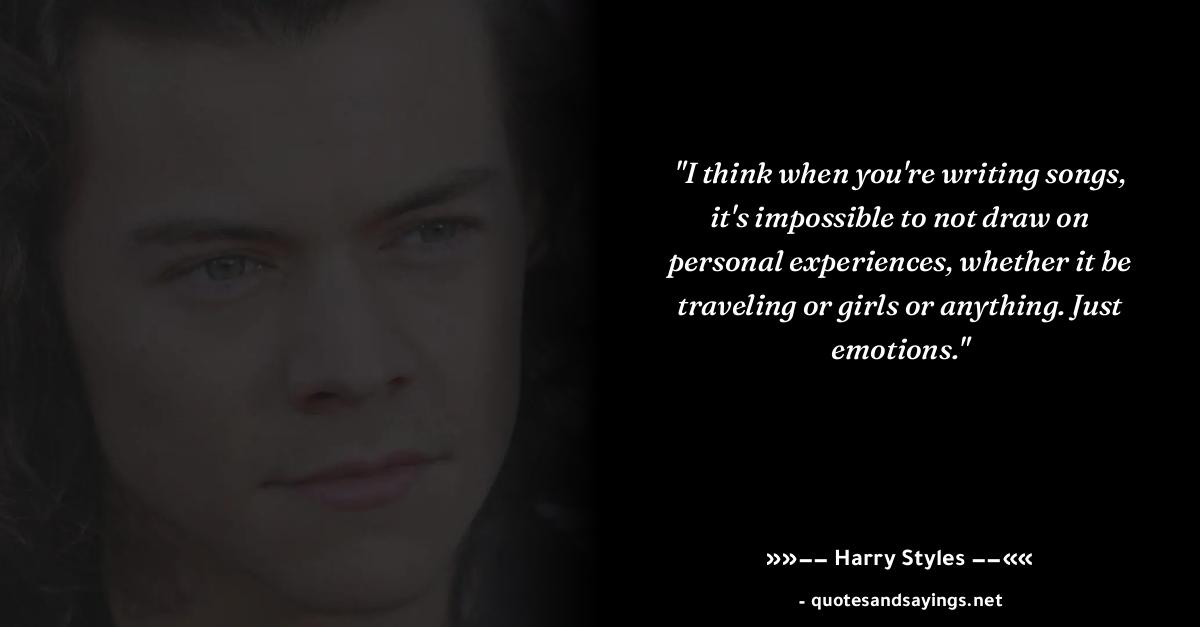 "I think when you're writing songs,
it's impossible to not draw on
personal experiences, whether it be
traveling or girls or anything. Just
emotions."
»»−− Harry Styles −−««
- quotesandsayings.net